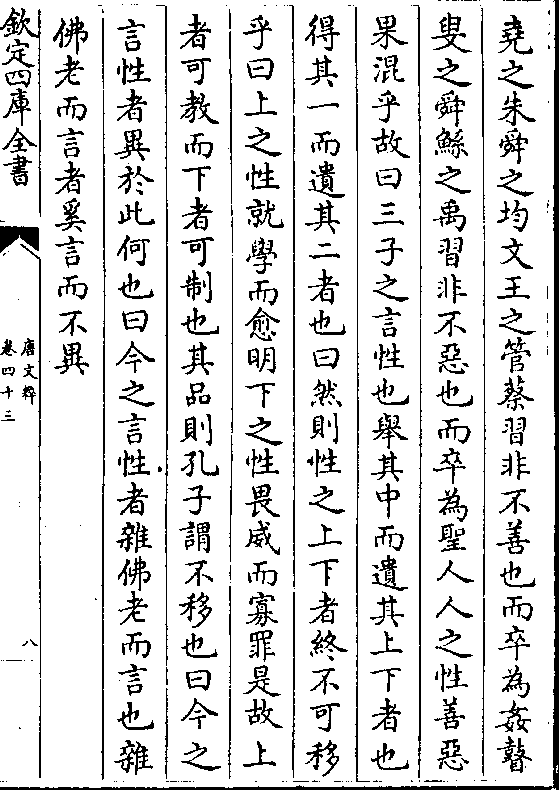 堯之朱舜之均文王之管蔡習非不善也而卒為姦瞽
叟之舜鯀之禹習非不惡也而卒為聖人人之性善惡
果混乎故曰三子之言性也舉其中而遺其上下者也
得其一而遺其二者也曰然則性之上下者終不可移
乎曰上之性就學而愈明下之性畏威而寡罪是故上
者可教而下者可制也其品則孔子謂不移也曰今之
言性者異於此何也曰今之言性者雜佛老而言也雜
佛老而言者奚言而不異
欽定四庫全書
唐文粹
卷四十三
八